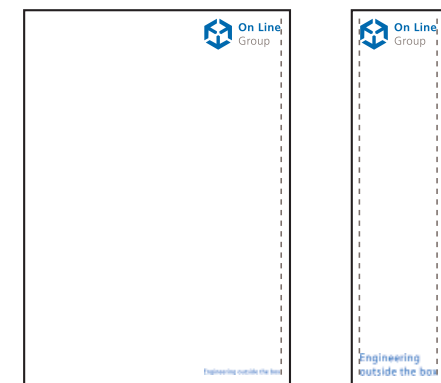 On Line
Group
Engineering outside the box
On Line
Group
Engineering
outside the box